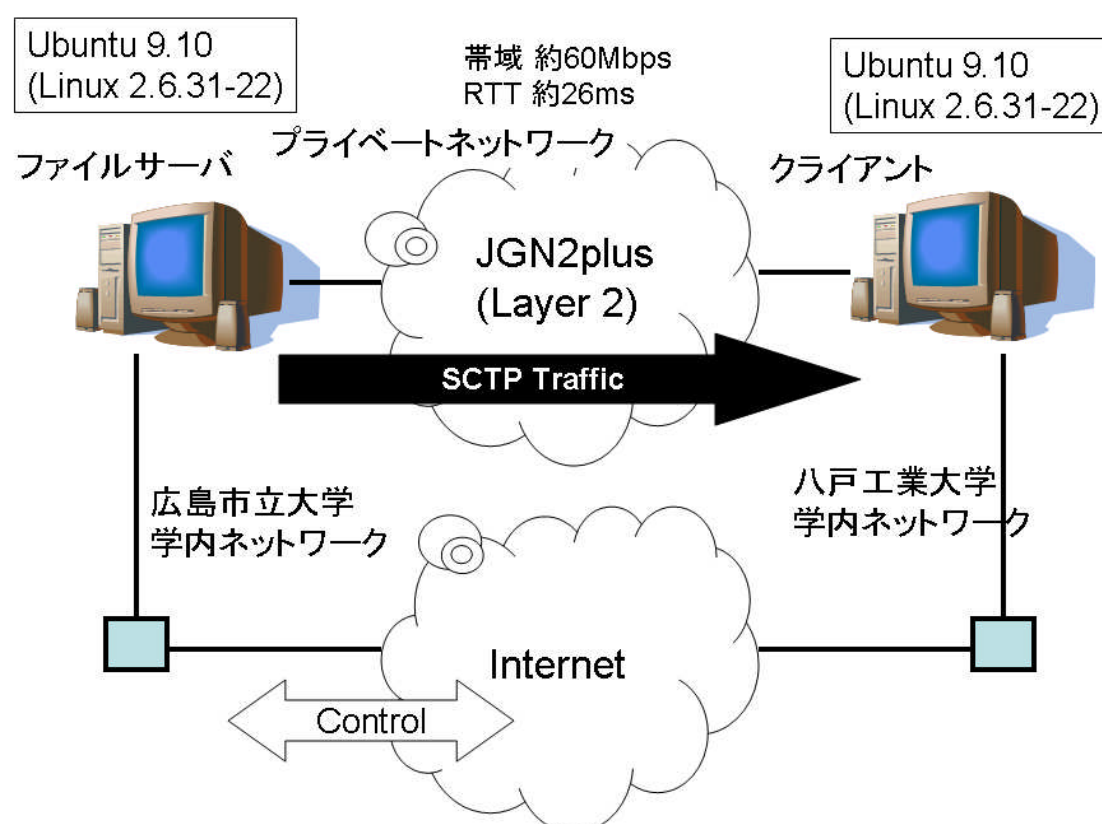 Ubuntu 9.10
(Linux 2.6.31-22)
帯域 約60Mbps
RTT 約26ms
Ubuntu 9.10
(Linux 2.6.31-22)
プライベートネットワーク
ファイルサーバ
クライアント
JGN2plus
(Layer 2)
SCTP Traffic
広島市立大学
学内ネットワーク
八戸工業大学
学内ネットワーク
Internet
Control